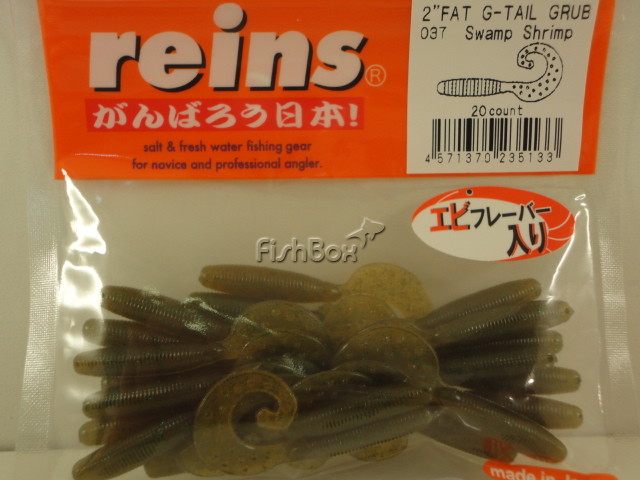 reins®
がんばろう日本!
salt & fresh water fishing gear
for novice and professional angler.
2"FAT G-TAIL GRUB
037 Swamp Shrimp
20count
4 571370 235133
エビフレーバー
入り
FishBox
made in